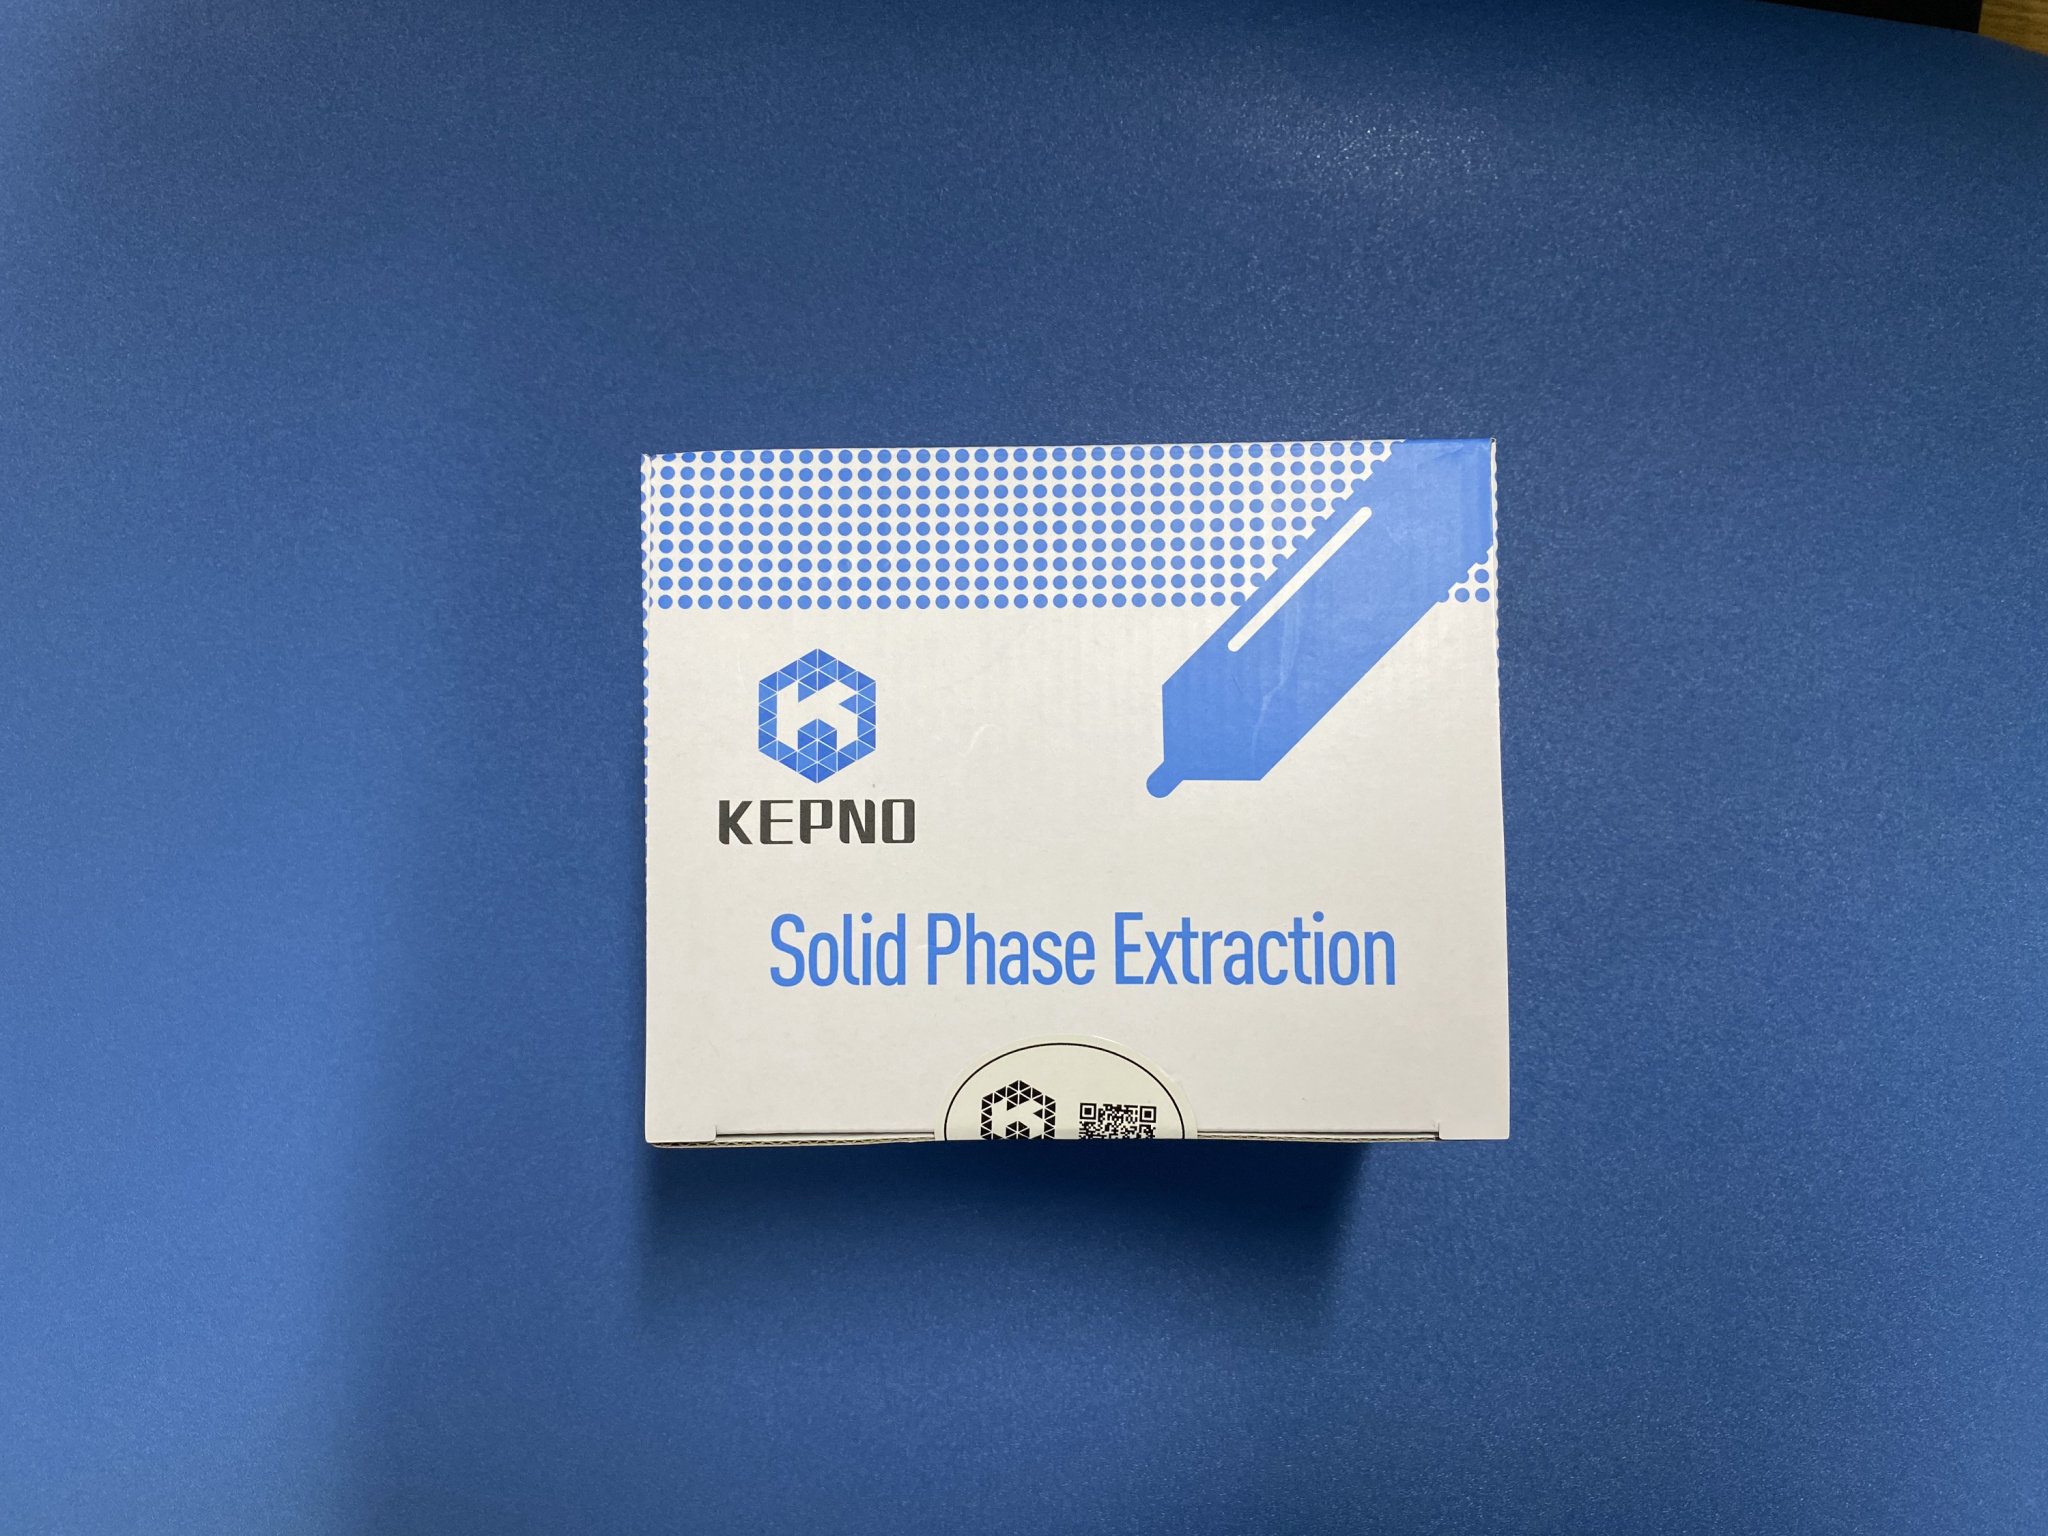 KEPNO
Solid Phase Extraction